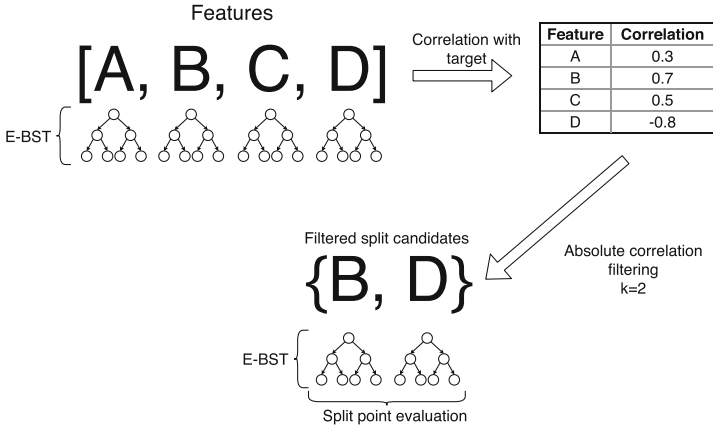 Features
[A, B, C, D]
E-BST
Correlation with
target
Feature Correlation
A 0.3
B 0.7
C 0.5
D -0.8
Absolute correlation
filtering
k=2
Filtered split candidates
{B, D}
E-BST
Split point evaluation